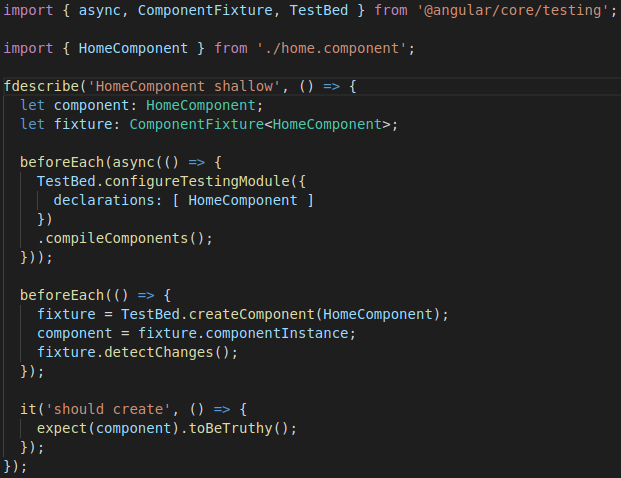 import { async, ComponentFixture, TestBed } from '@angular/core/testing';
import { HomeComponent } from './home.component';
fdescribe('HomeComponent shallow', () => {
  let component: HomeComponent;
  let fixture: ComponentFixture<HomeComponent>;
  beforeEach(async(() => {
    TestBed.configureTestingModule({
      declarations: [ HomeComponent ]
    })
    .compileComponents();
  }));
  beforeEach(() => {
    fixture = TestBed.createComponent(HomeComponent);
    component = fixture.componentInstance;
    fixture.detectChanges();
  });
  it('should create', () => {
    expect(component).toBeTruthy();
  });
});